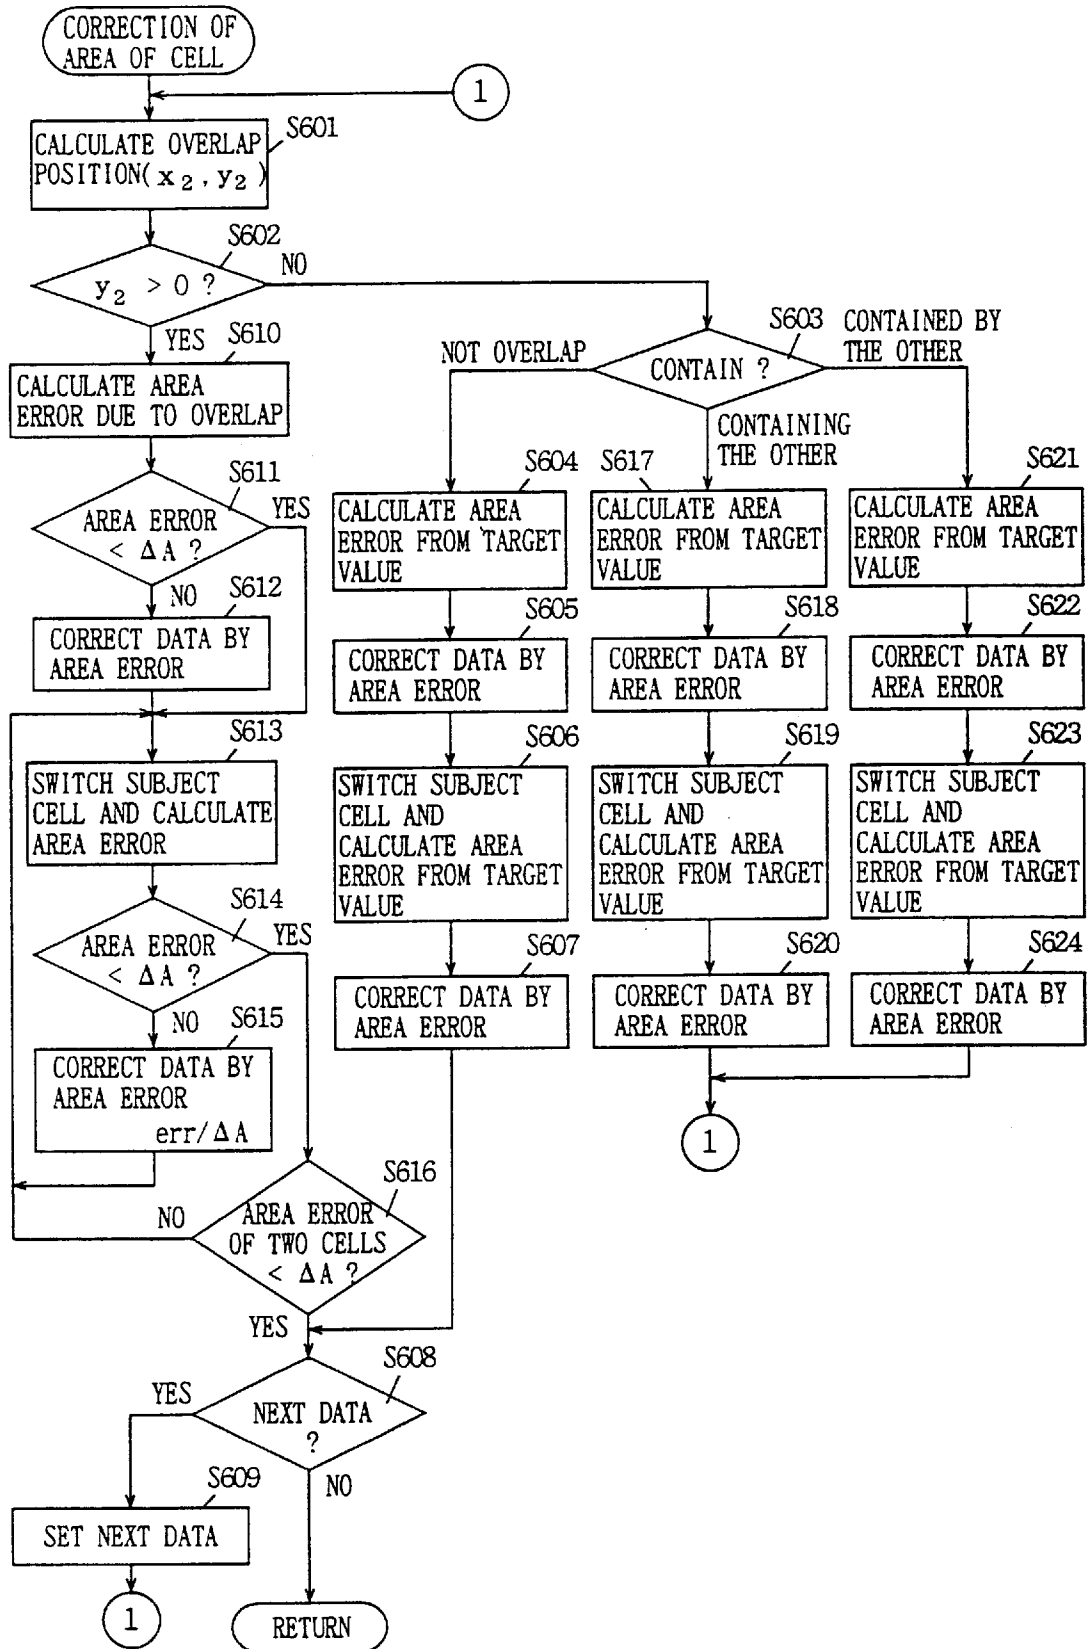 CORRECTION OF
AREA OF CELL
1
S601
CALCULATE OVERLAP
POSITION(x₂,y₂)
S602
y₂ > 0 ?
NO
YES
S610
CALCULATE AREA
ERROR DUE TO OVERLAP
S611
AREA ERROR
< ΔA ?
YES
NO
S612
CORRECT DATA BY
AREA ERROR
S613
SWITCH SUBJECT
CELL AND CALCULATE
AREA ERROR
S614
AREA ERROR
< ΔA ?
YES
NO
S615
CORRECT DATA BY
AREA ERROR
err/ΔA
S616
AREA ERROR
OF TWO CELLS
< ΔA ?
NO
YES
S603
CONTAIN ?
NOT OVERLAP
CONTAINING
THE OTHER
CONTAINED BY
THE OTHER
S604
CALCULATE AREA
ERROR FROM TARGET
VALUE
S605
CORRECT DATA BY
AREA ERROR
S606
SWITCH SUBJECT
CELL AND
CALCULATE AREA
ERROR FROM TARGET
VALUE
S607
CORRECT DATA BY
AREA ERROR
S617
CALCULATE AREA
ERROR FROM TARGET
VALUE
S618
CORRECT DATA BY
AREA ERROR
S619
SWITCH SUBJECT
CELL AND
CALCULATE AREA
ERROR FROM TARGET
VALUE
S620
CORRECT DATA BY
AREA ERROR
S621
CALCULATE AREA
ERROR FROM TARGET
VALUE
S622
CORRECT DATA BY
AREA ERROR
S623
SWITCH SUBJECT
CELL AND
CALCULATE AREA
ERROR FROM TARGET
VALUE
S624
CORRECT DATA BY
AREA ERROR
1
S608
NEXT DATA
?
YES
NO
S609
SET NEXT DATA
1
RETURN